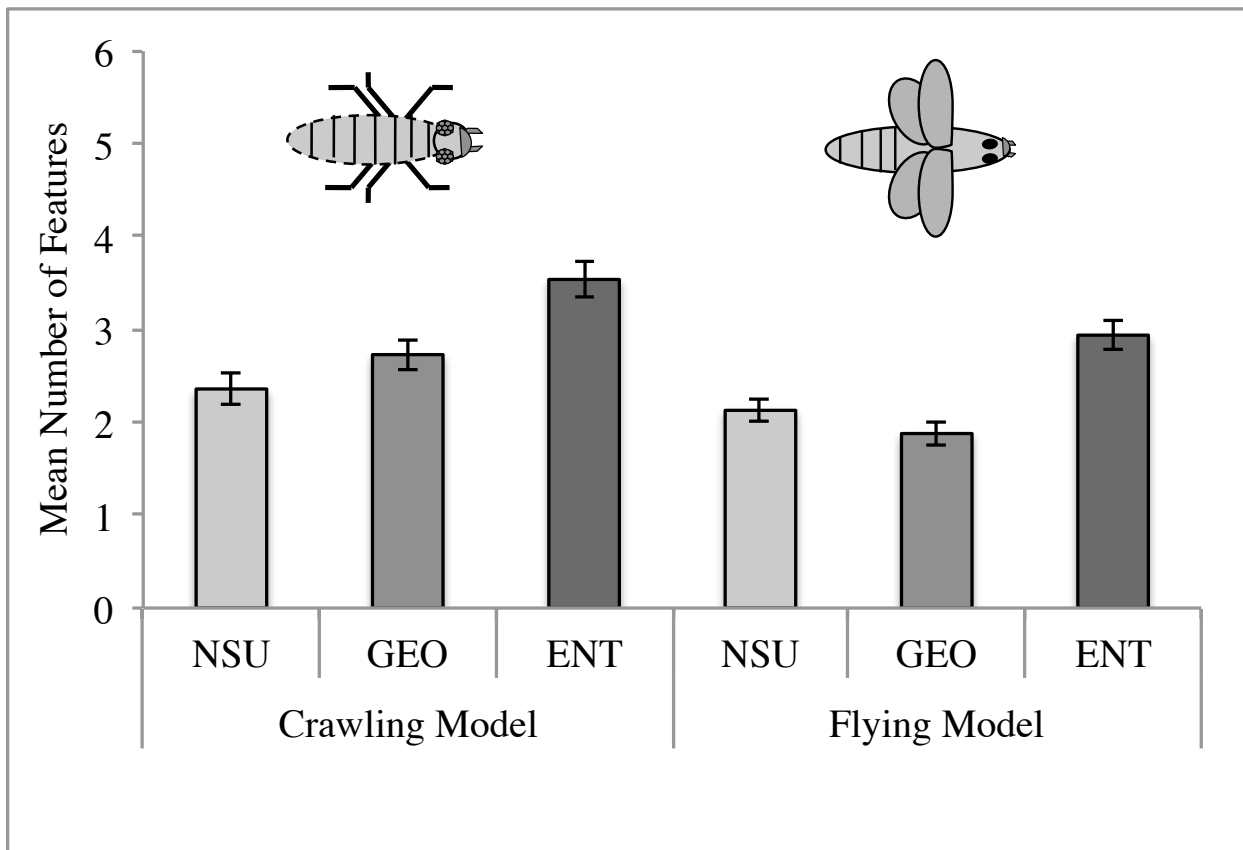 Mean Number of Features
6
5
4
3
2
1
0
NSU GEO ENT NSU GEO ENT
Crawling Model Flying Model